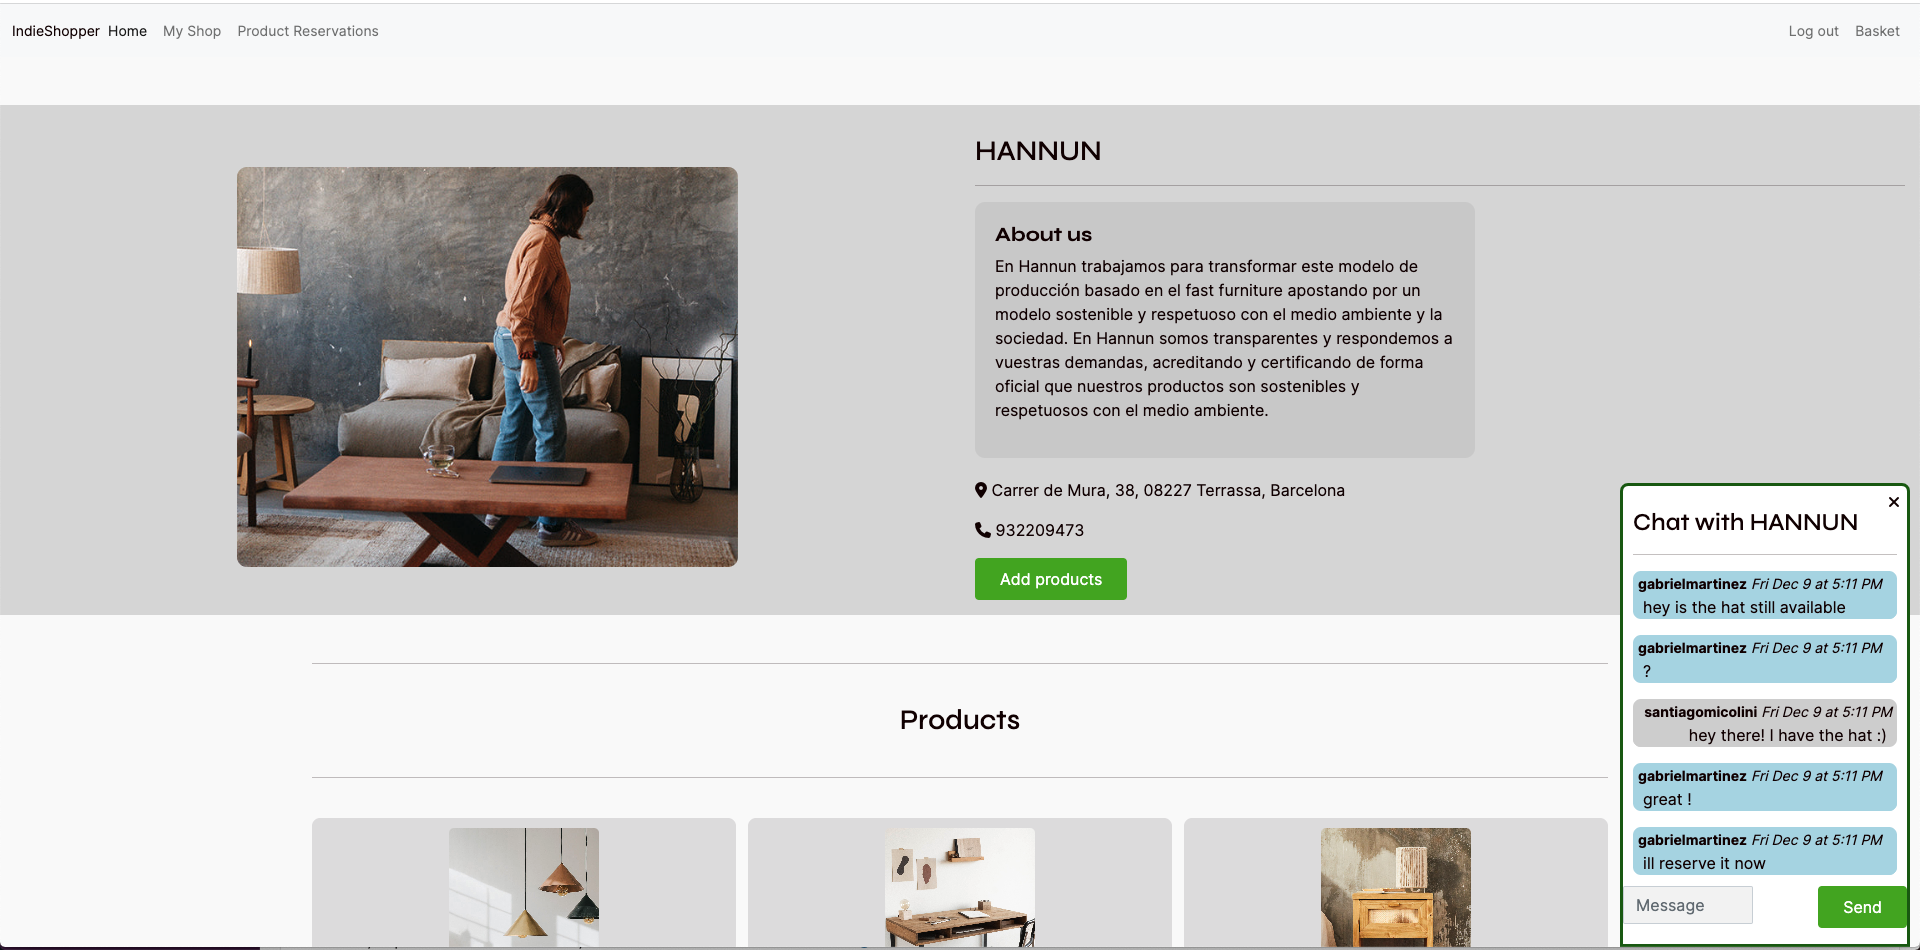 IndieShopper Home My Shop Product Reservations Log out Basket
HANNUN
About us
En Hannun trabajamos para transformar este modelo de
producción basado en el fast furniture apostando por un
modelo sostenible y respetuoso con el medio ambiente y la
sociedad. En Hannun somos transparentes y respondemos a
vuestras demandas, acreditando y certificando de forma
oficial que nuestros productos son sostenibles y
respetuosos con el medio ambiente.
Carrer de Mura, 38, 08227 Terrassa, Barcelona
932209473
Add products
Products
Chat with HANNUN
gabrielmartinez Fri Dec 9 at 5:11 PM
hey is the hat still available
gabrielmartinez Fri Dec 9 at 5:11 PM
?
santiagomicolini Fri Dec 9 at 5:11 PM
hey there! I have the hat :)
gabrielmartinez Fri Dec 9 at 5:11 PM
great !
gabrielmartinez Fri Dec 9 at 5:11 PM
ill reserve it now
Message
Send